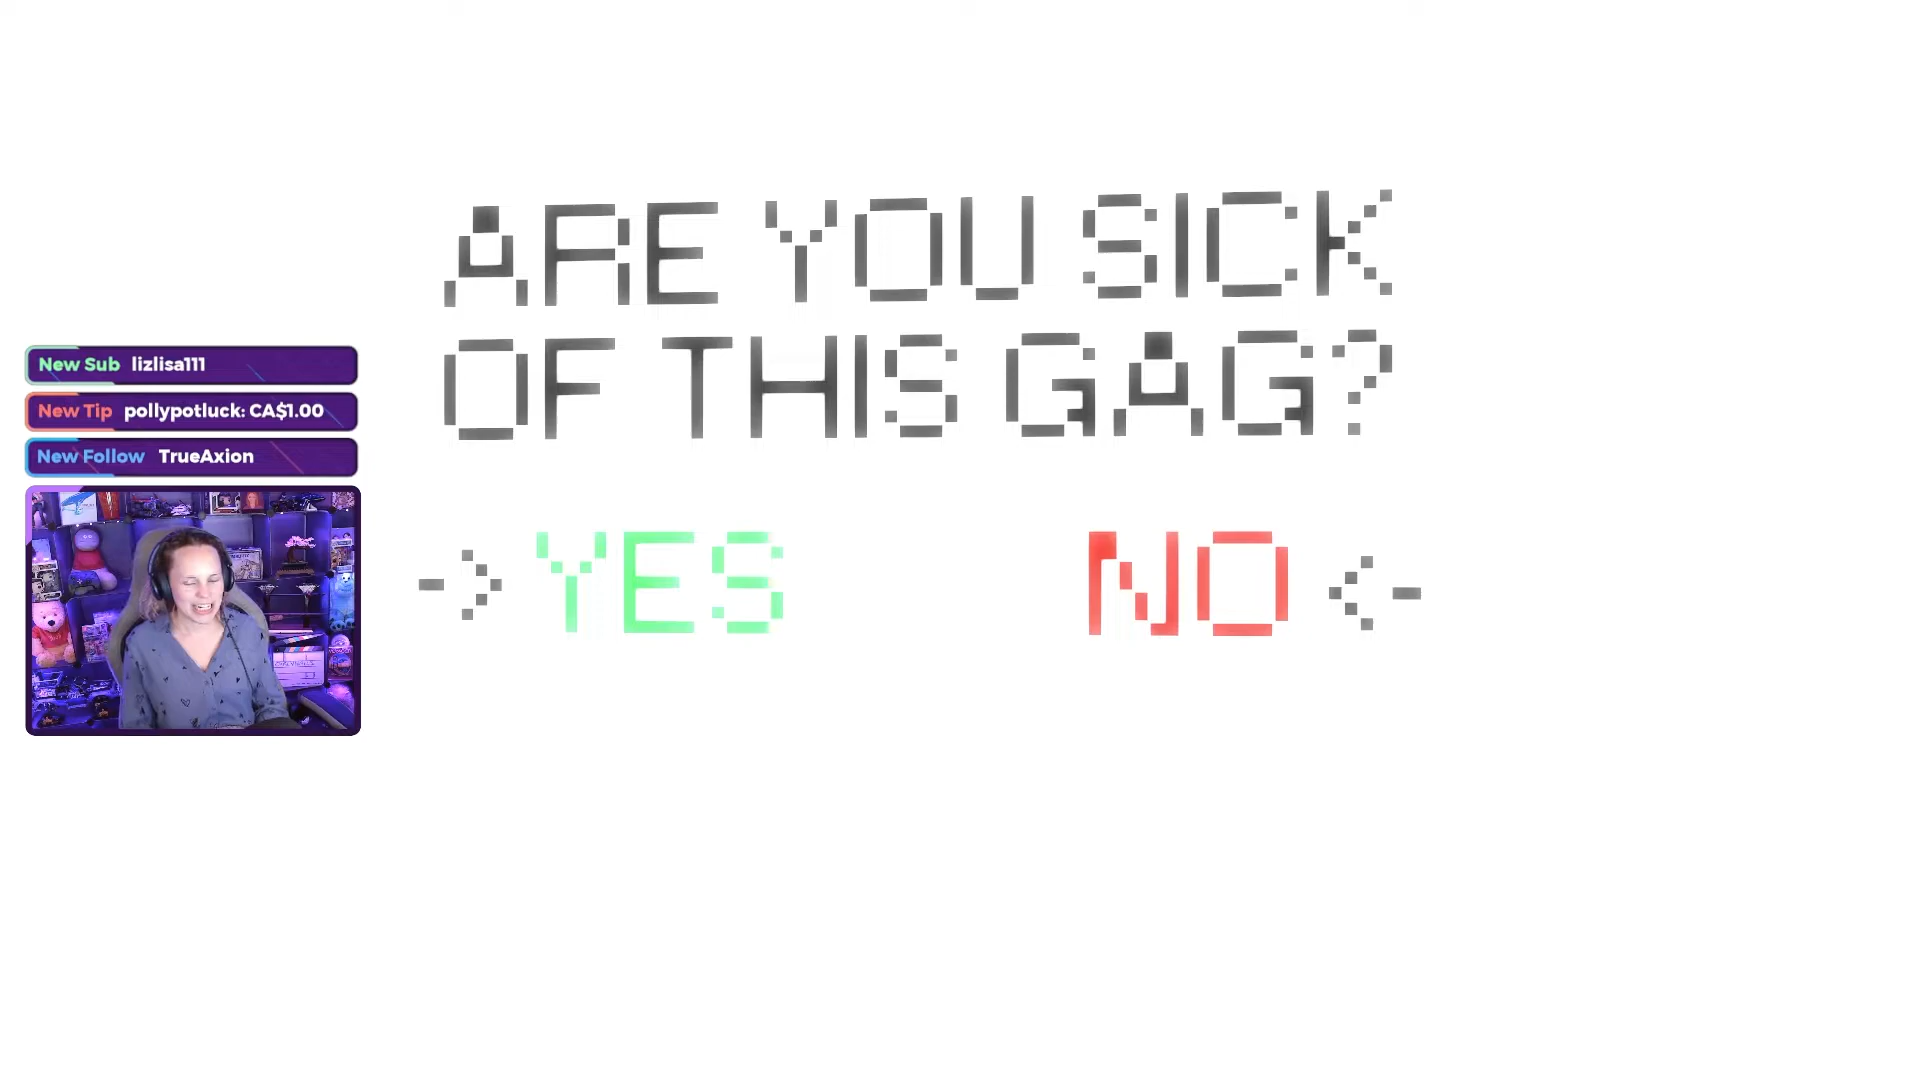 ARE YOU SICK
OF THIS GAG?
-> YES
NO <-
New Sub lizlisa111
New Tip pollypotluck: CA$1.00
New Follow TrueAxion